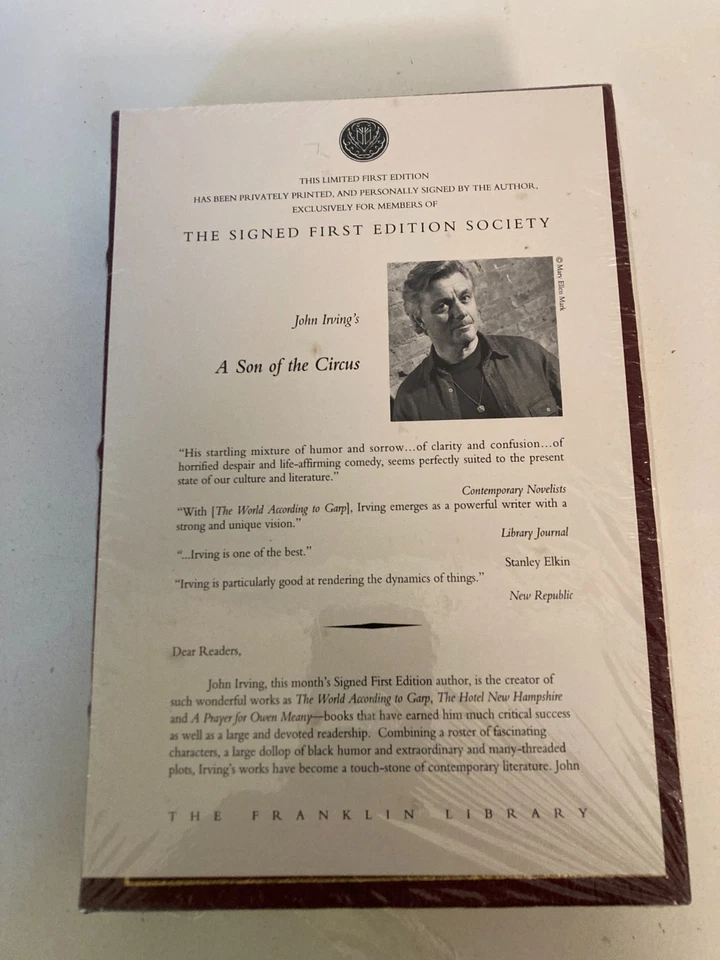 THIS LIMITED FIRST EDITION
HAS BEEN PRIVATELY PRINTED, AND PERSONALLY SIGNED BY THE AUTHOR,
EXCLUSIVELY FOR MEMBERS OF
THE SIGNED FIRST EDITION SOCIETY
© Mary Ellen Mark
John Irving's
A Son of the Circus
"His startling mixture of humor and sorrow...of clarity and confusion...of
horrified despair and life-affirming comedy, seems perfectly suited to the present
state of our culture and literature."
Contemporary Novelists
"With [The World According to Garp], Irving emerges as a powerful writer with a
strong and unique vision."
Library Journal
"...Irving is one of the best."
Stanley Elkin
"Irving is particularly good at rendering the dynamics of things."
New Republic
Dear Readers,
John Irving, this month's Signed First Edition author, is the creator of
such wonderful works as The World According to Garp, The Hotel New Hampshire
and A Prayer for Owen Meany—books that have earned him much critical success
as well as a large and devoted readership. Combining a roster of fascinating
characters, a large dollop of black humor and extraordinary and many-threaded
plots, Irving's works have become a touch-stone of contemporary literature. John
THE FRANKLIN LIBRARY